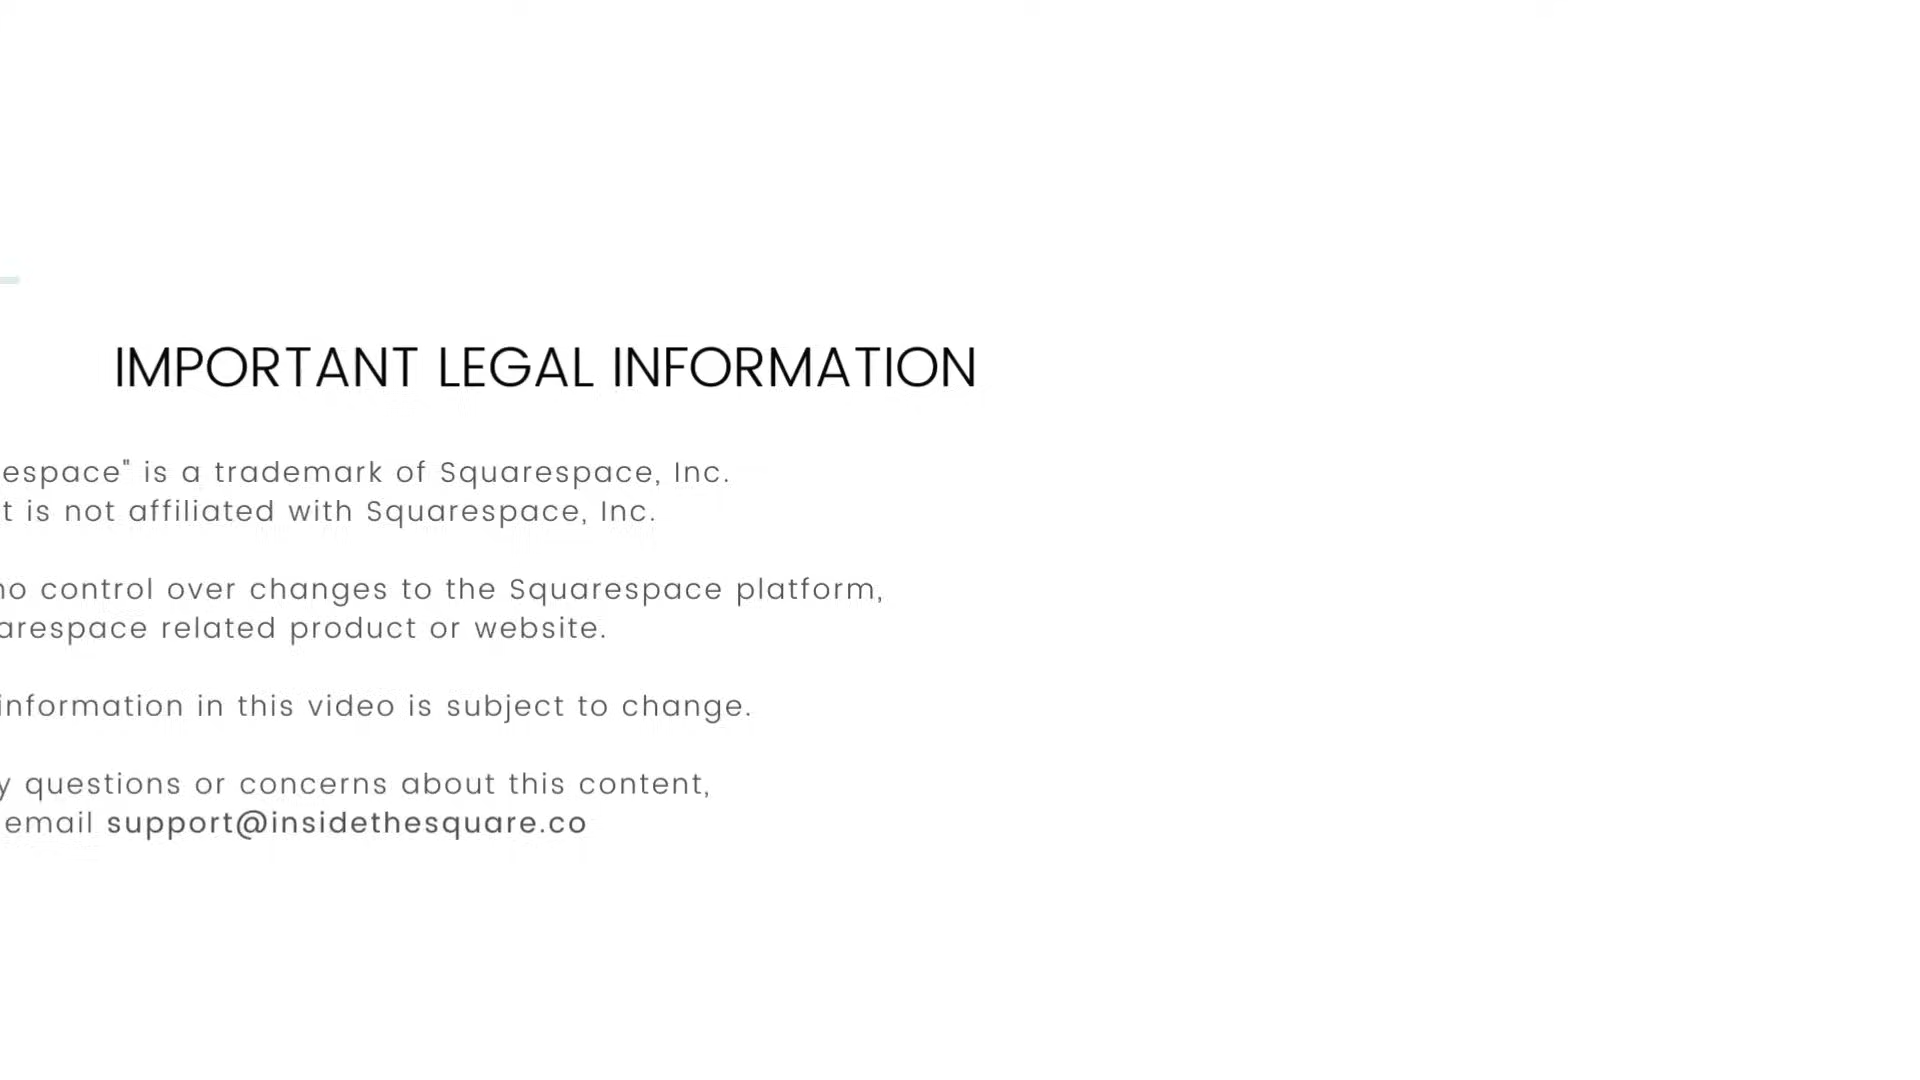 IMPORTANT LEGAL INFORMATION
espace" is a trademark of Squarespace, Inc.
t is not affiliated with Squarespace, Inc.
no control over changes to the Squarespace platform,
arespace related product or website.
information in this video is subject to change.
y questions or concerns about this content,
email support@insidethesquare.co